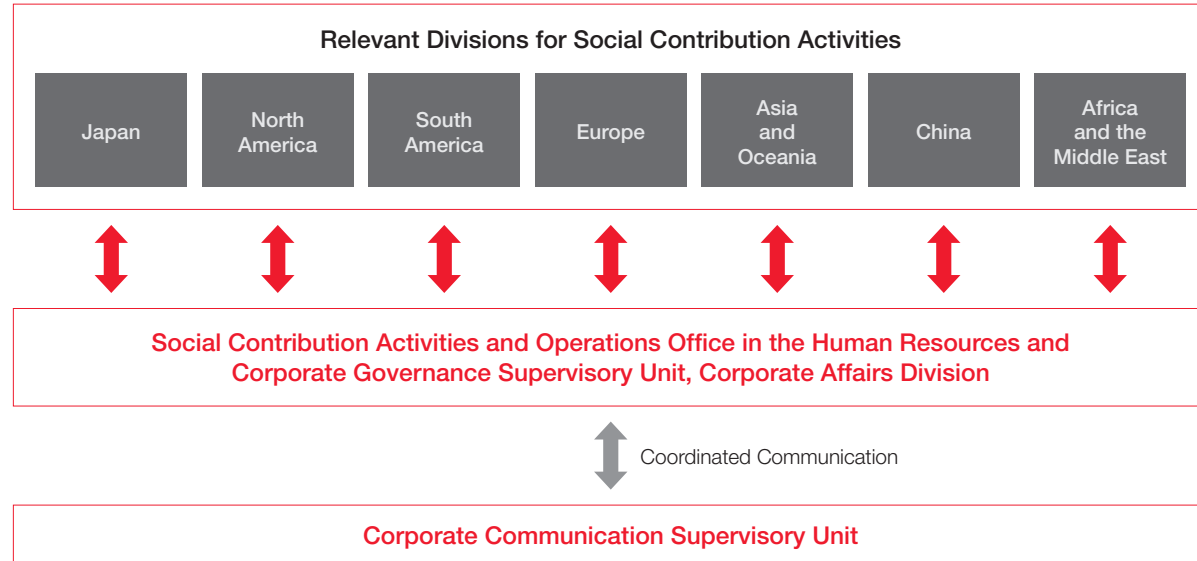 Relevant Divisions for Social Contribution Activities
Japan
North
America
South
America
Europe
Asia
and
Oceania
China
Africa
and the
Middle East
Social Contribution Activities and Operations Office in the Human Resources and
Corporate Governance Supervisory Unit, Corporate Affairs Division
Coordinated Communication
Corporate Communication Supervisory Unit